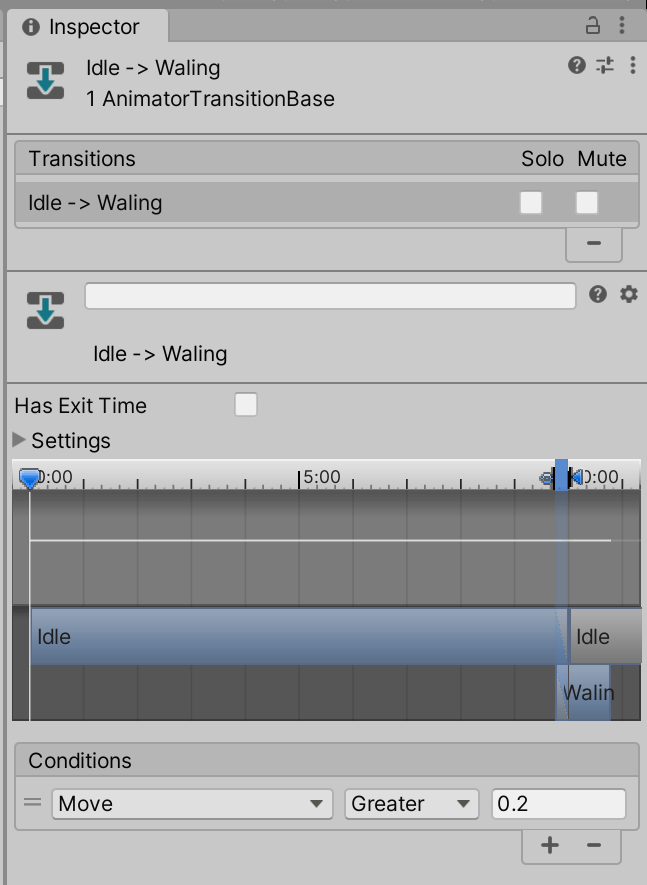 Inspector
Idle -> Waling
1 AnimatorTransitionBase
Transitions Solo Mute
Idle -> Waling
Idle -> Waling
Has Exit Time
Settings
0:00 5:00 0:00
Idle Idle
Walin
Conditions
Move Greater 0.2